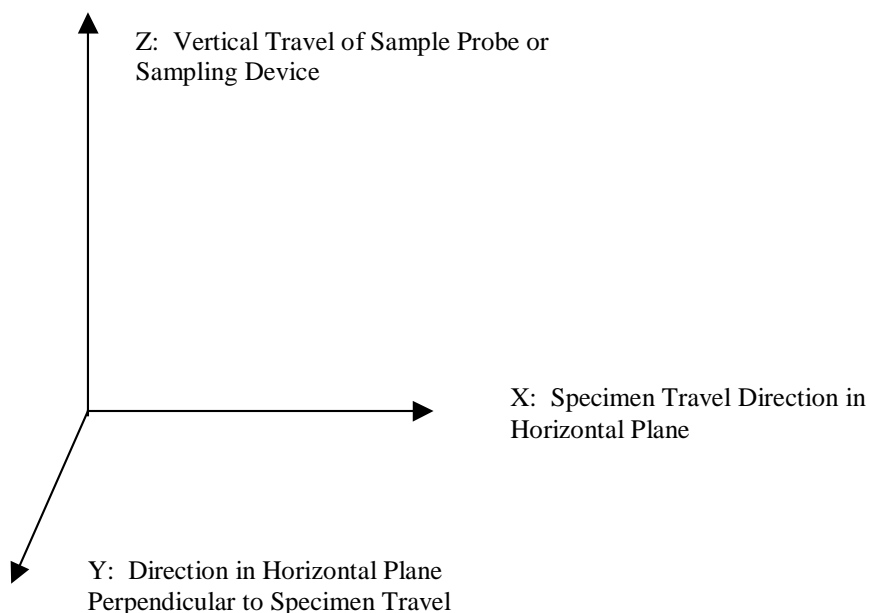 Z: Vertical Travel of Sample Probe or
Sampling Device
X: Specimen Travel Direction in
Horizontal Plane
Y: Direction in Horizontal Plane
Perpendicular to Specimen Travel